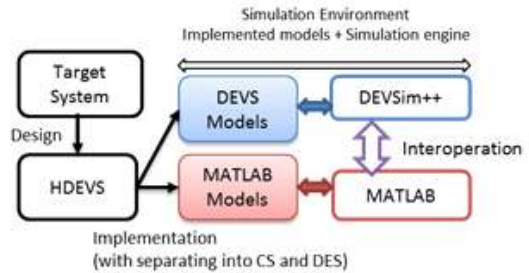 Simulation Environment
Implemented models + Simulation engine
Target
System
DEVS
Models
DEVSim++
Design
Interoperation
HDEVS
MATLAB
Models
MATLAB
Implementation
(with separating into CS and DES)